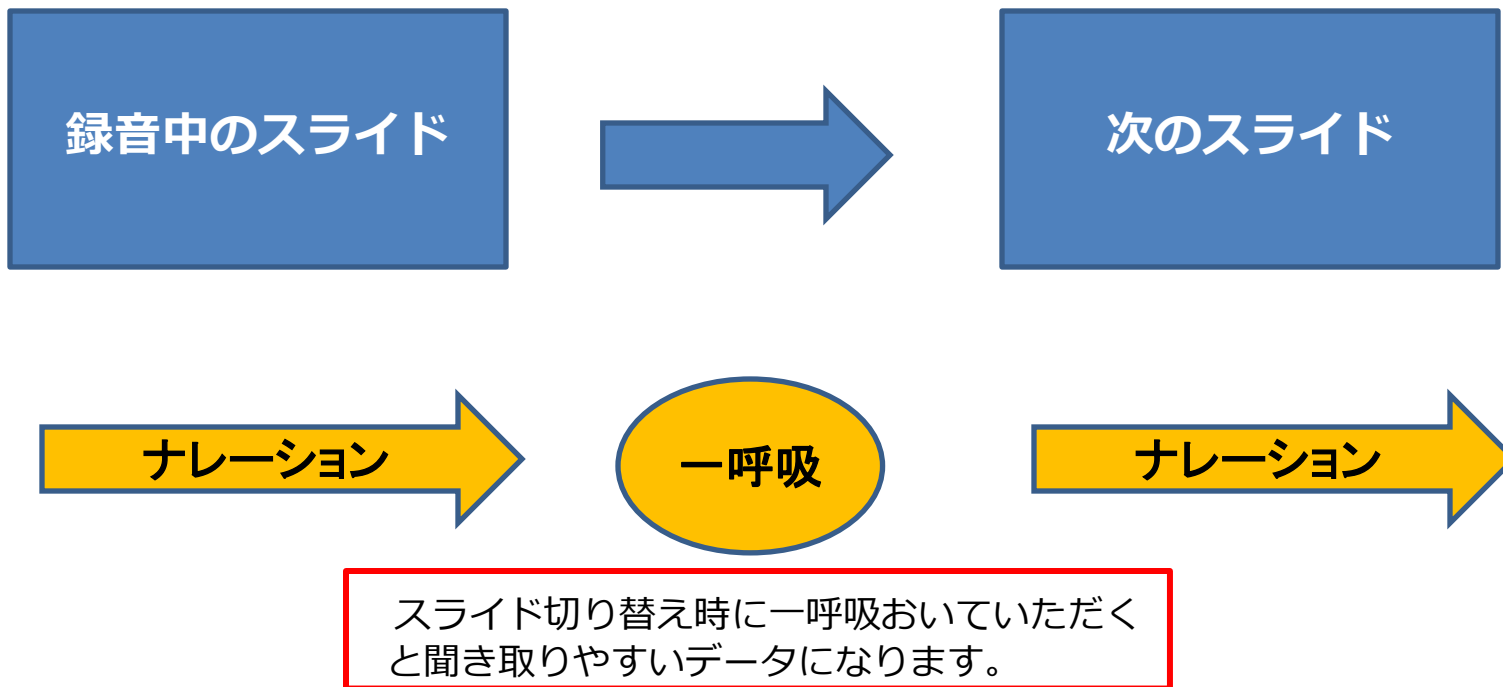 録音中のスライド
次のスライド
ナレーション
一呼吸
ナレーション
スライド切り替え時に一呼吸おいていただく
と聞き取りやすいデータになります。